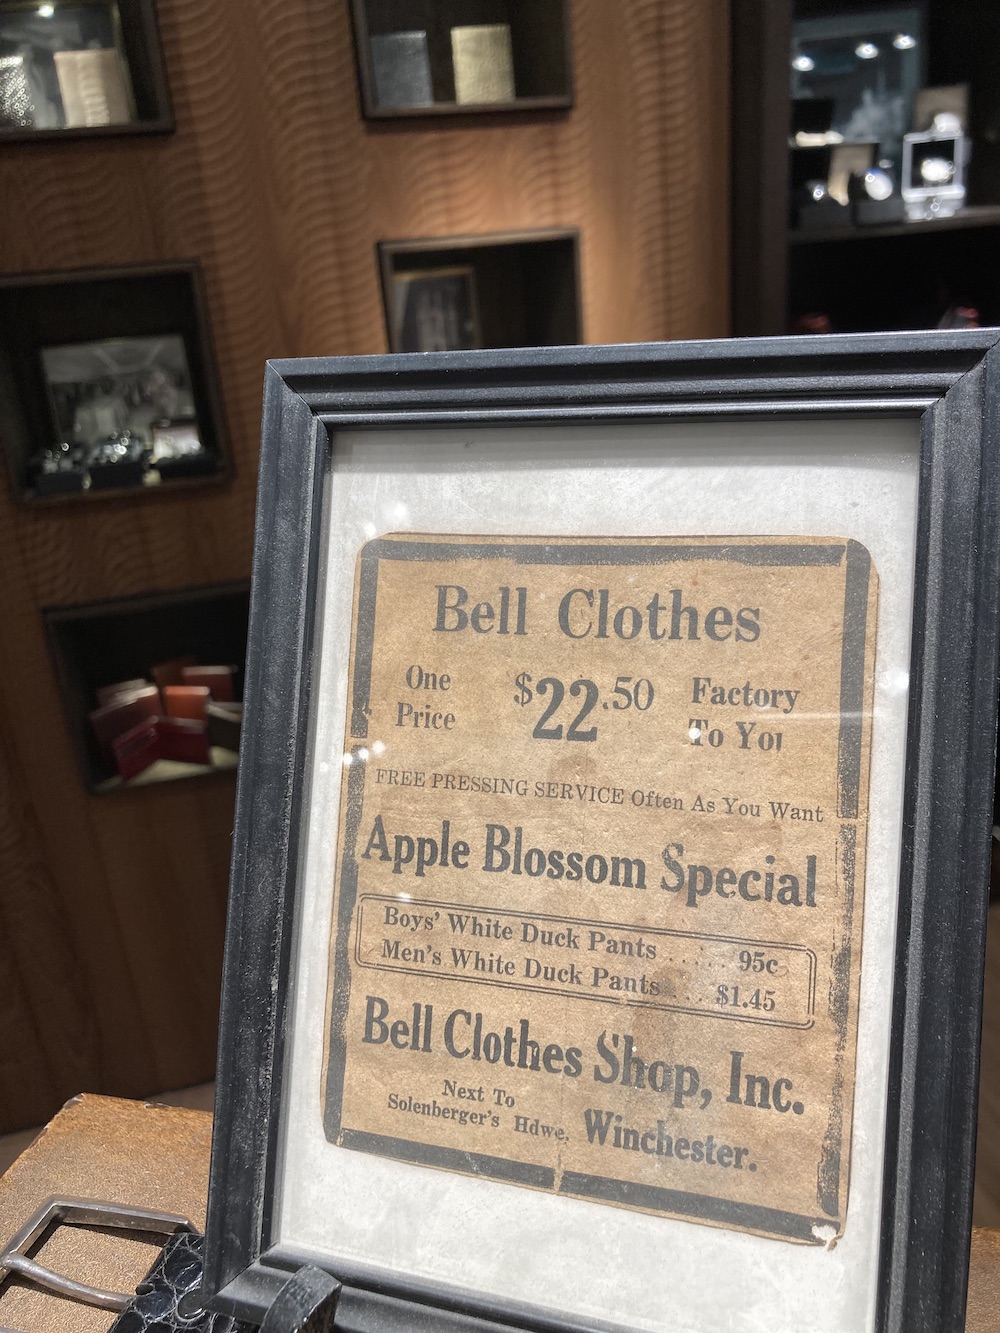 Bell Clothes
One Price $22.50 Factory To You
FREE PRESSING SERVICE Often As You Want
Apple Blossom Special
Boys' White Duck Pants ..... 95c
Men's White Duck Pants ... $1.45
Bell Clothes Shop, Inc.
Next To
Solenberger's Hdwe. Winchester.